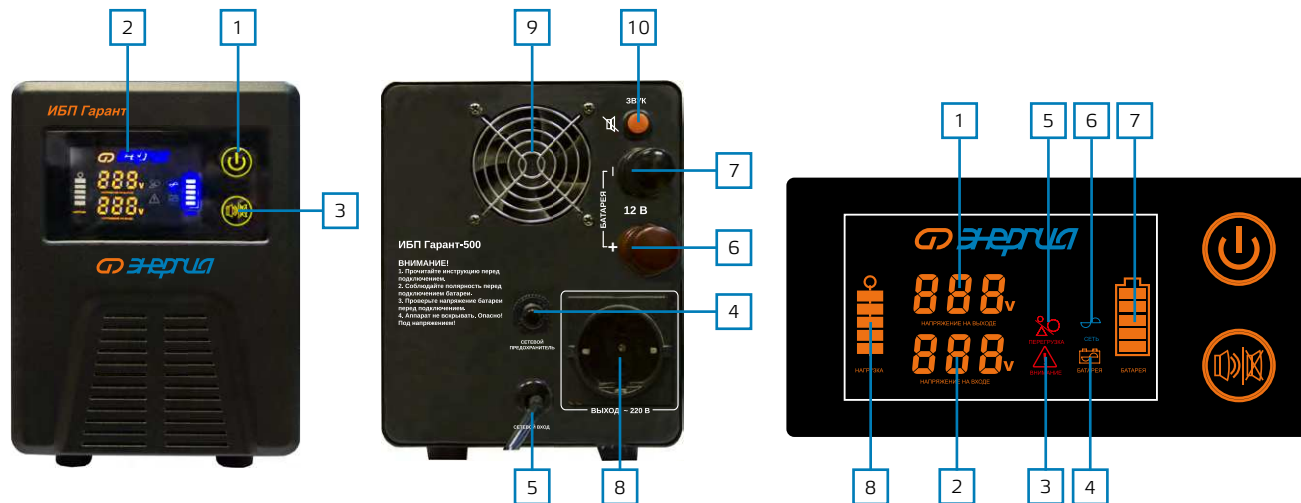 2
1
9
10
1
5
6
7
ИБП Гарант
888v
888v
3
энергия
ЗВУК
7
БАТАРЕЯ
12 В
6
ИБП Гарант-500
ВНИМАНИЕ!
1. Прочитайте инструкцию перед
подключением.
2. Соблюдайте полярность перед
подключением батареи.
3. Проверьте напряжение батареи
перед подключением.
4. Аппарат не вскрывать. Опасно!
Под напряжением!
4
СЕТЕВОЙ
ПРЕДОХРАНИТЕЛЬ
ВЫХОД ~ 220 В
СЕТЕВОЙ ВХОД
5
8
энергия
888v
НАПРЯЖЕНИЕ НА ВЫХОДЕ
888v
НАПРЯЖЕНИЕ НА ВХОДЕ
НАГРУЗКА
ПЕРЕГРУЗКА
ВНИМАНИЕ
СЕТЬ
БАТАРЕЯ
БАТАРЕЯ
8
2
3
4